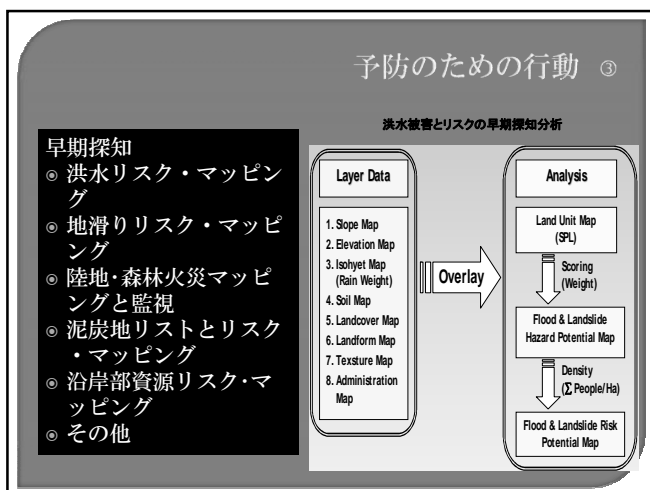 予防のための行動 ③
洪水被害とリスクの早期探知分析
早期探知
◎ 洪水リスク・マッピン
グ
◎ 地滑りリスク・マッピ
ング
◎ 陸地・森林火災マッピ
ングと監視
◎ 泥炭地リストとリスク
・マッピング
◎ 沿岸部資源リスク・マ
ッピング
◎ その他
Layer Data
1. Slope Map
2. Elevation Map
3. Isohyet Map
(Rain Weight)
4. Soil Map
5. Landcover Map
6. Landform Map
7. Texsture Map
8. Administration
Map
Overlay
Analysis
Land Unit Map
(SPL)
Scoring
(Weight)
Flood & Landslide
Hazard Potential Map
Density
(Σ People/Ha)
Flood & Landslide Risk
Potential Map